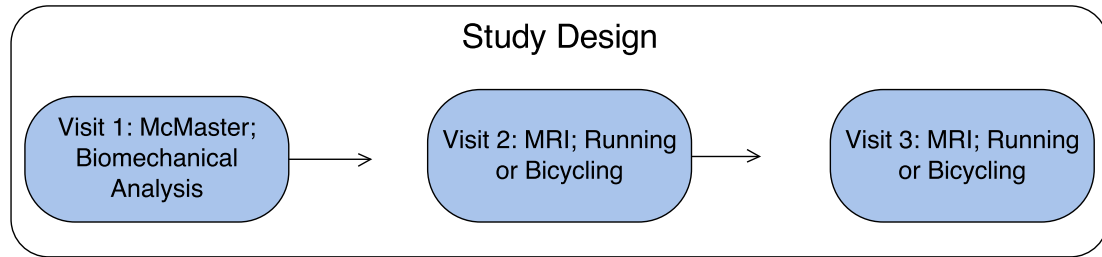 Study Design
Visit 1: McMaster;
Biomechanical
Analysis
Visit 2: MRI; Running
or Bicycling
Visit 3: MRI; Running
or Bicycling